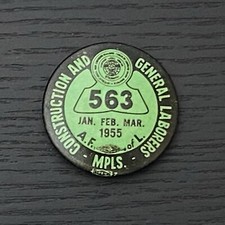 CONSTRUCTION AND GENERAL LABORERS
563
JAN. FEB. MAR.
1955
A.F. of L.
- MPLS. -